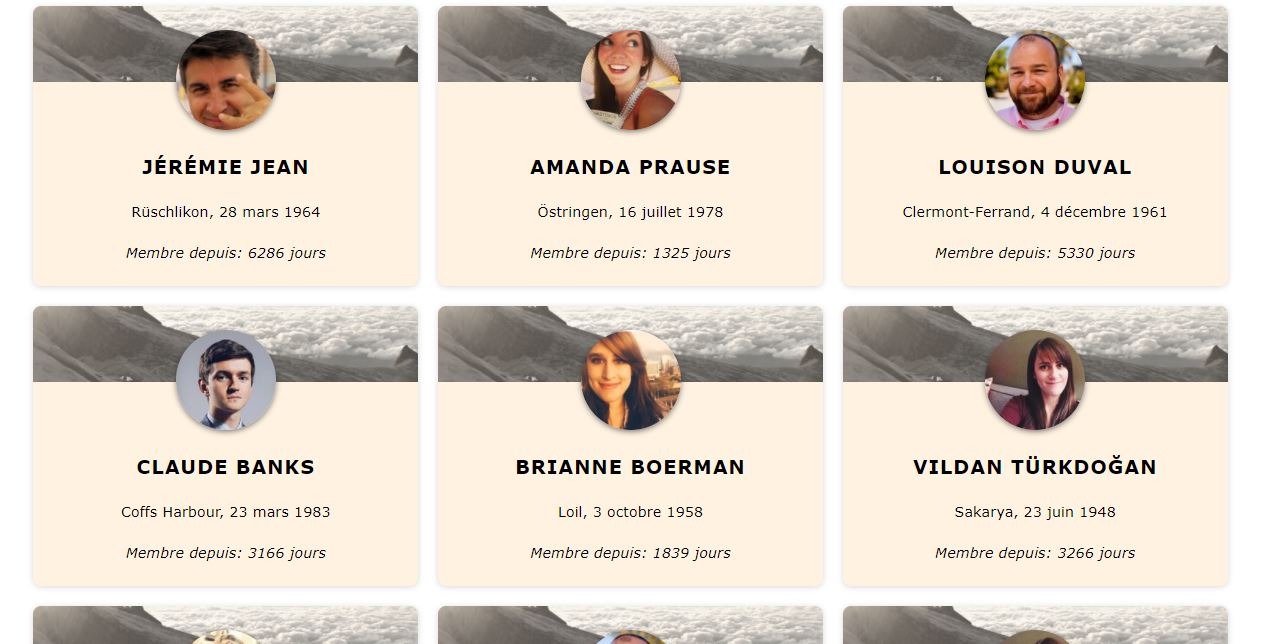 JÉRÉMIE JEAN
Rüschlikon, 28 mars 1964
Membre depuis: 6286 jours
AMANDA PRAUSE
Östringen, 16 juillet 1978
Membre depuis: 1325 jours
LOUISON DUVAL
Clermont-Ferrand, 4 décembre 1961
Membre depuis: 5330 jours
CLAUDE BANKS
Coffs Harbour, 23 mars 1983
Membre depuis: 3166 jours
BRIANNE BOERMAN
Loil, 3 octobre 1958
Membre depuis: 1839 jours
VILDAN TÜRKDOĞAN
Sakarya, 23 juin 1948
Membre depuis: 3266 jours